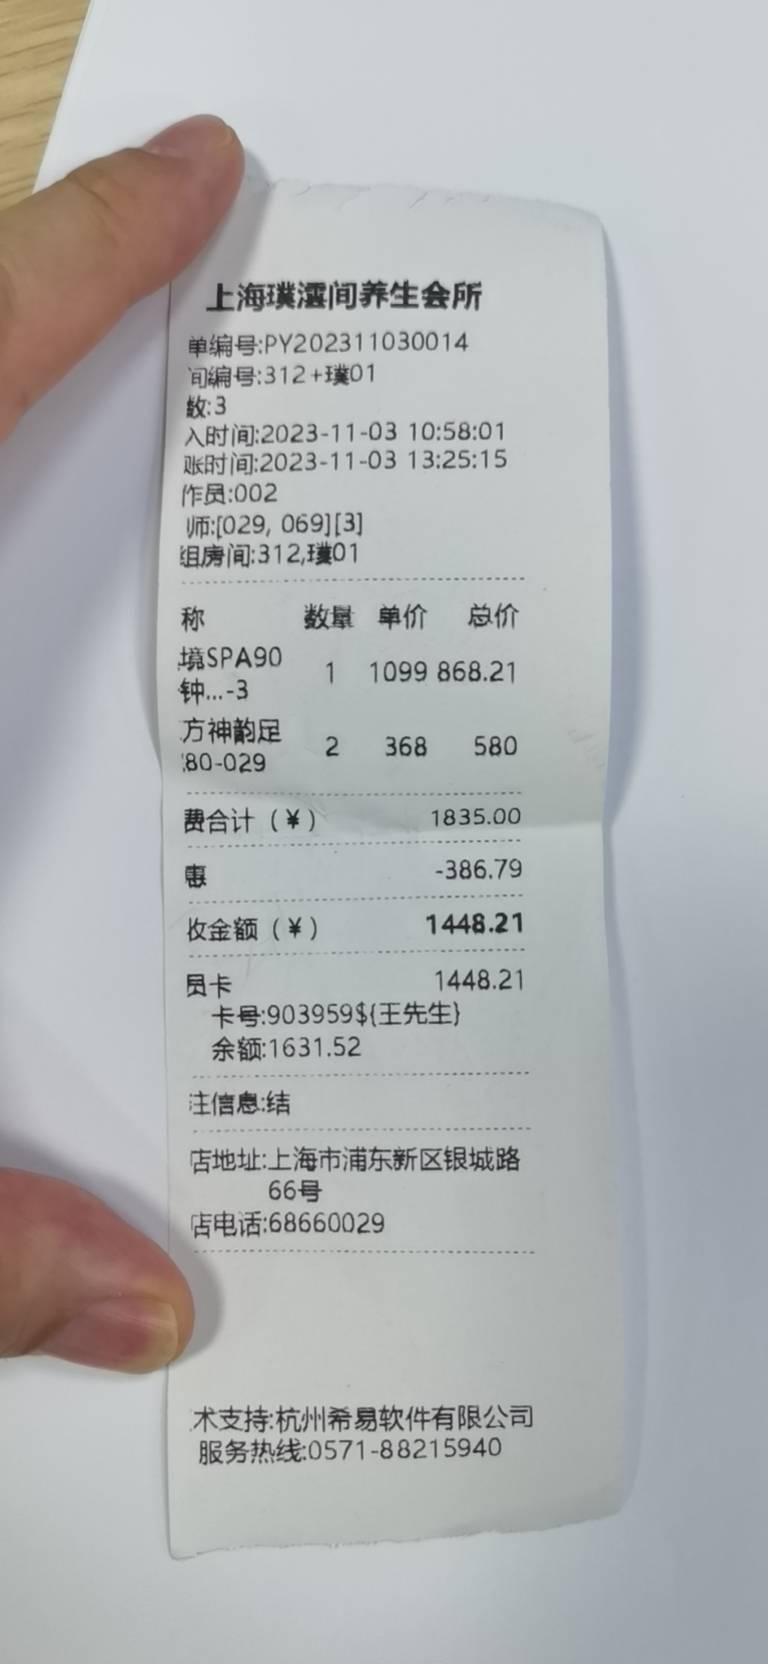 上海璞澐间养生会所
单编号:PY202311030014
间编号:312+璞01
数:3
入时间:2023-11-03 10:58:01
账时间:2023-11-03 13:25:15
作员:002
师:[029, 069][3]
组房间:312,璞01
称 数量 单价 总价
境SPA90 1 1099 868.21
钟...-3
方神韵足 2 368 580
80-029
费合计（¥） 1835.00
惠 -386.79
收金额（¥） 1448.21
员卡 1448.21
卡号:903959${王先生}
余额:1631.52
注信息:结
店地址:上海市浦东新区银城路
66号
店电话:68660029
术支持:杭州希易软件有限公司
服务热线:0571-88215940